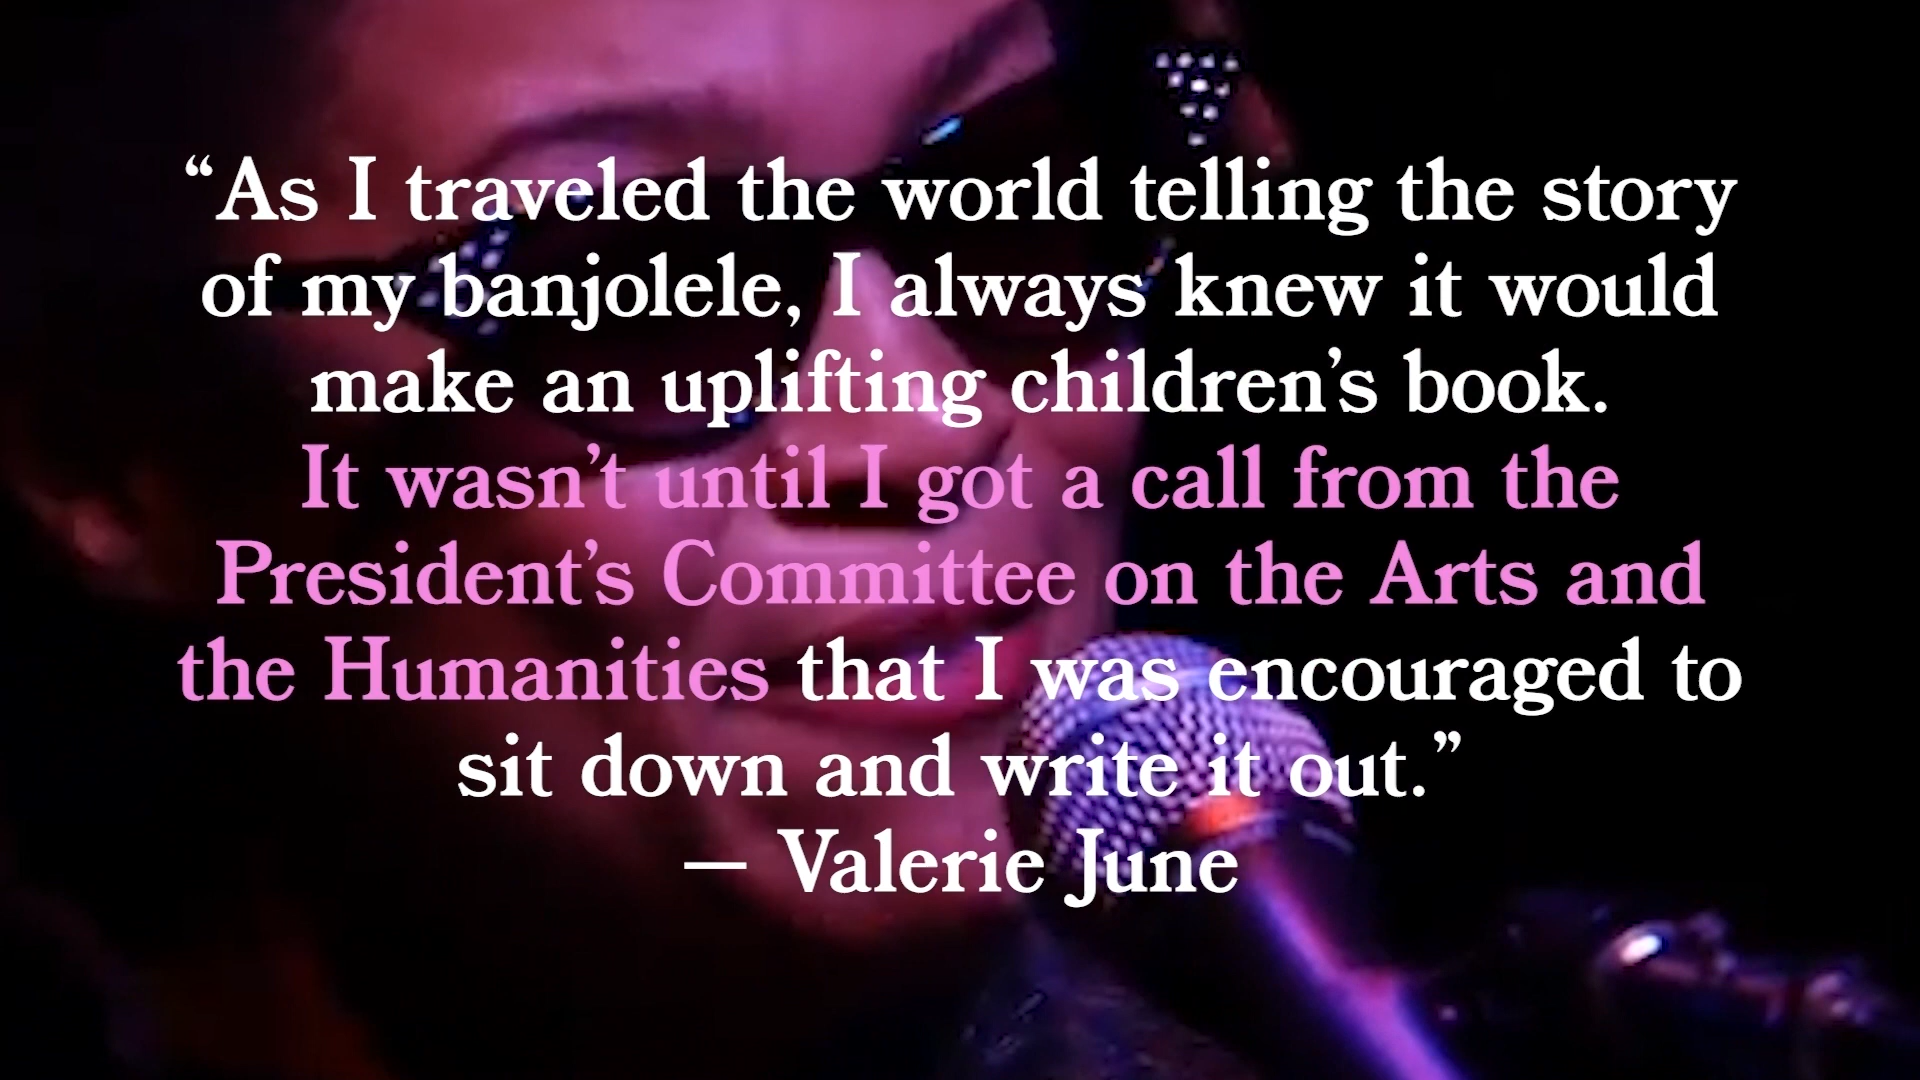 “As I traveled the world telling the story
of my banjolele, I always knew it would
make an uplifting children’s book.
It wasn’t until I got a call from the
President’s Committee on the Arts and
the Humanities that I was encouraged to
sit down and write it out.”
— Valerie June